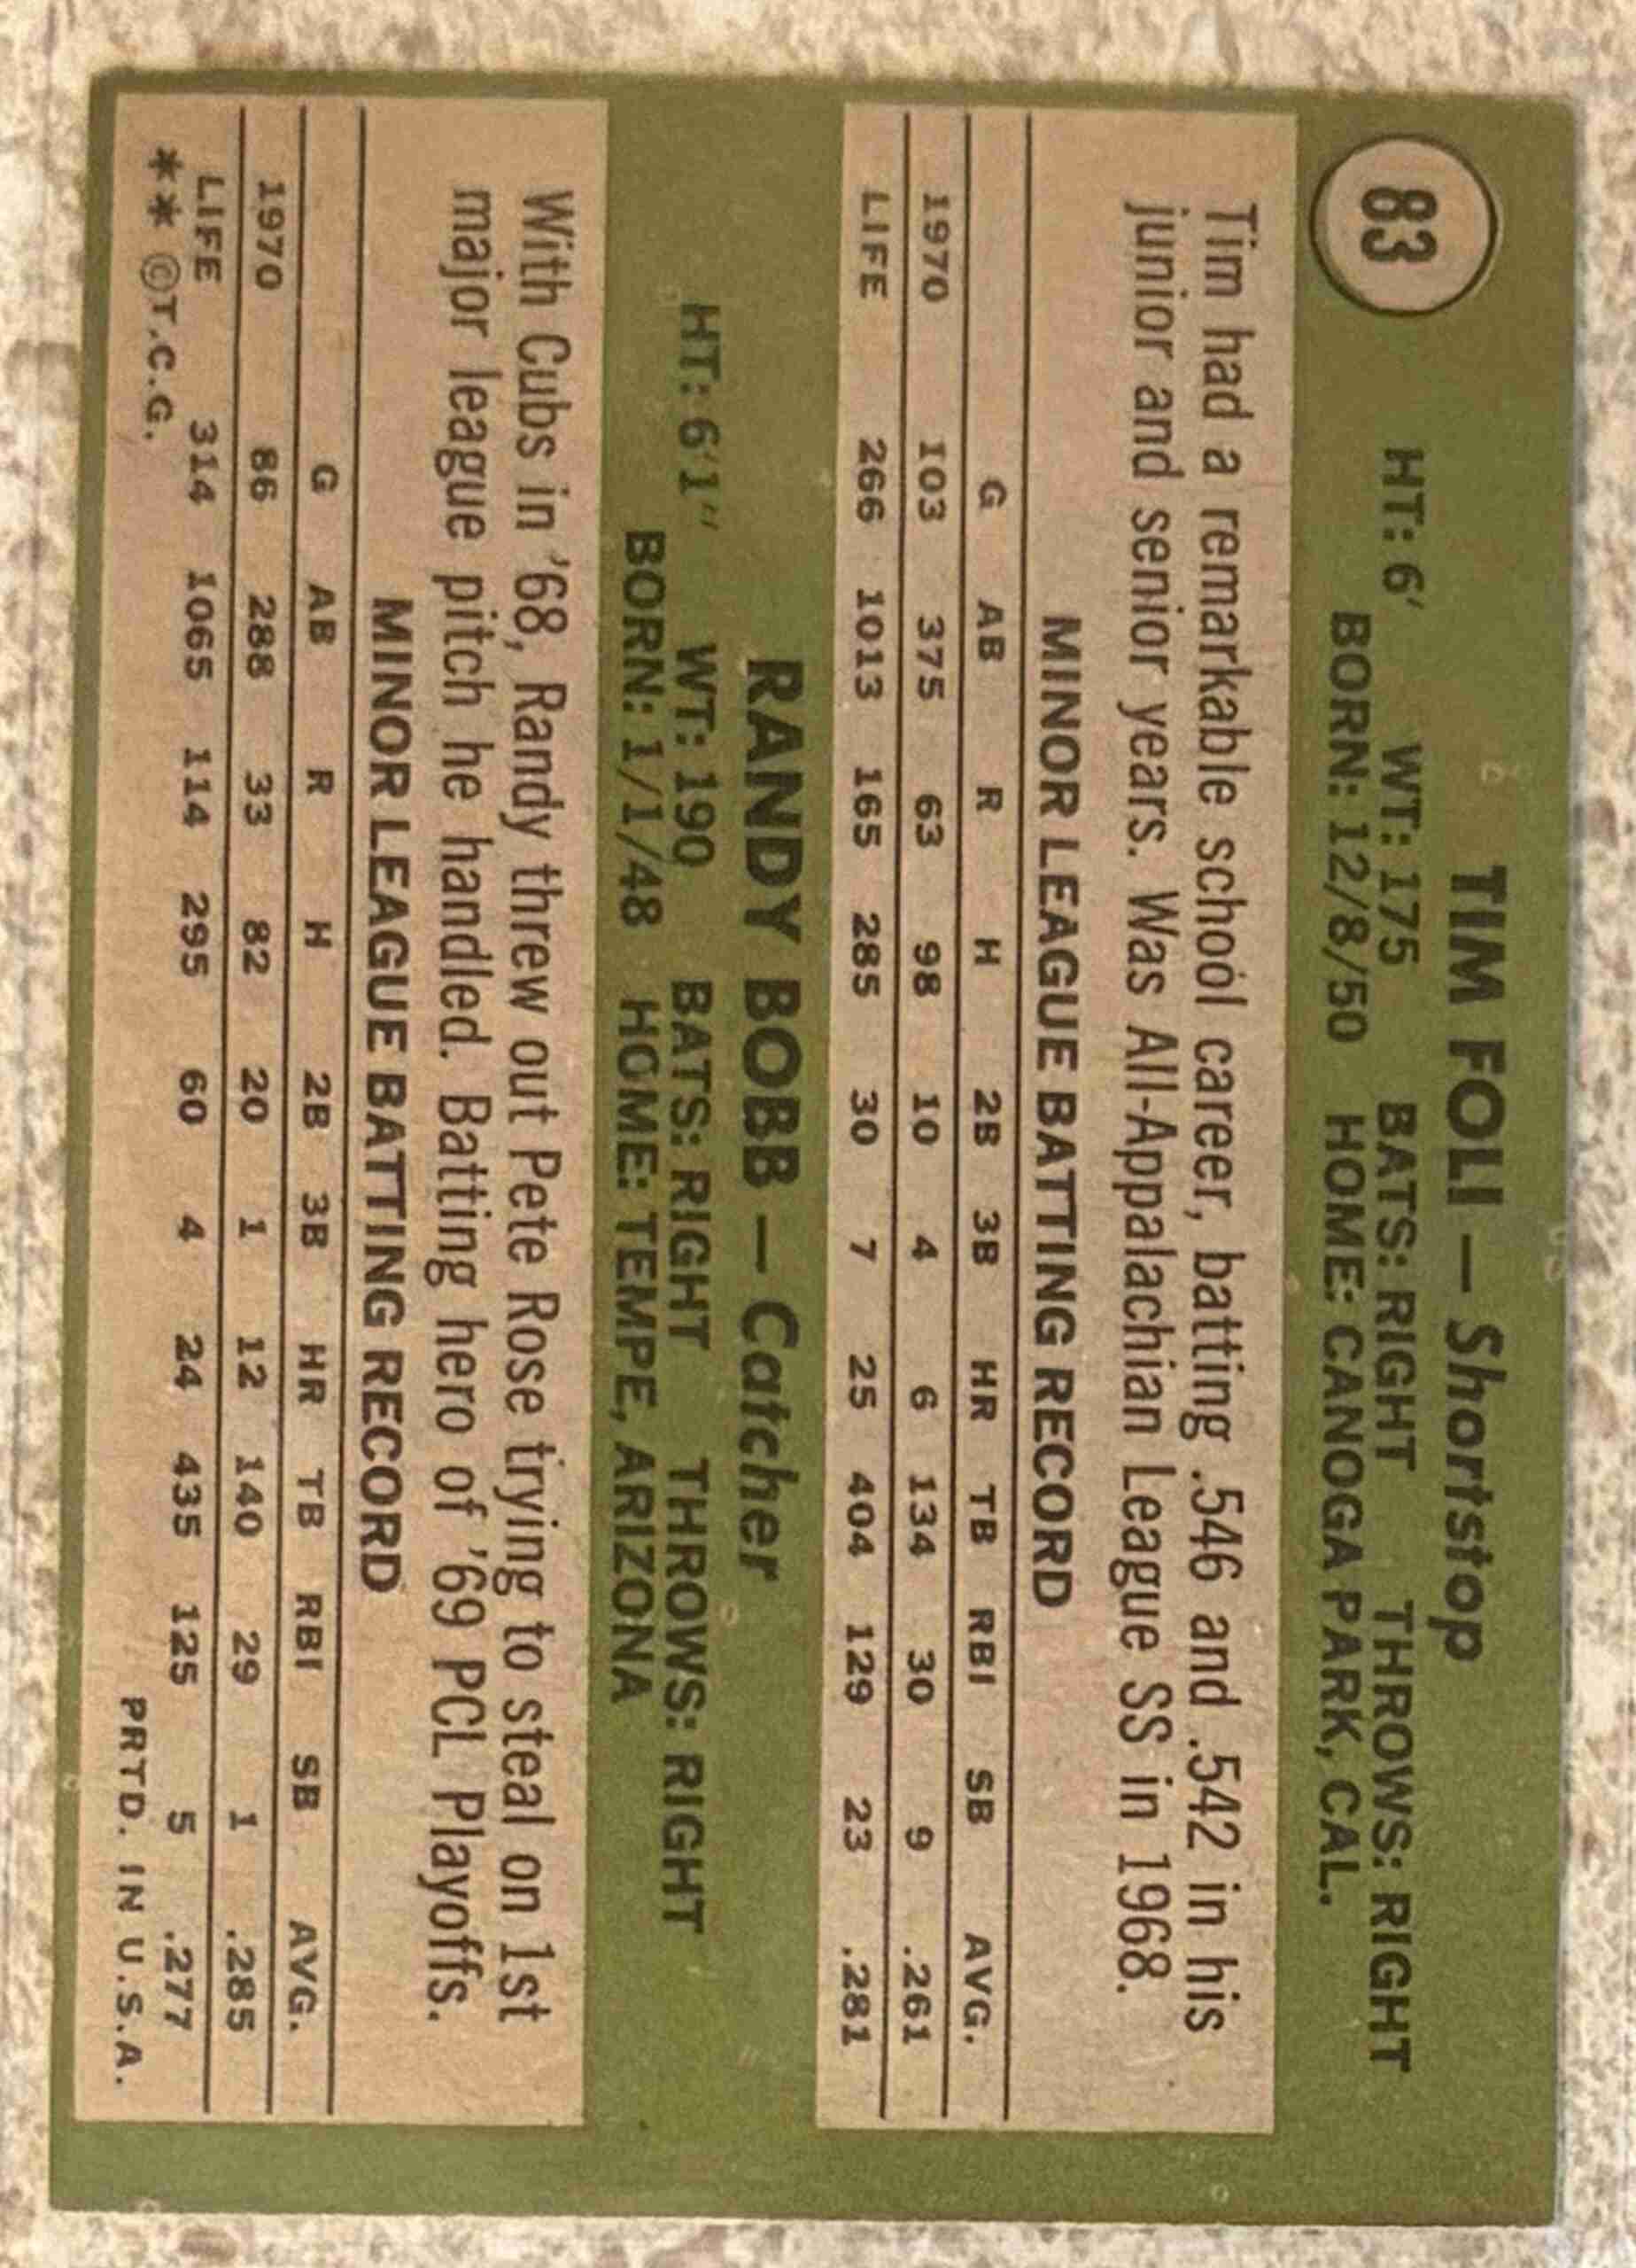 83
TIM FOLI — Shortstop
HT: 6' WT: 175 BATS: RIGHT THROWS: RIGHT
BORN: 12/8/50 HOME: CANOGA PARK, CAL.
Tim had a remarkable school career, batting .546 and .542 in his
junior and senior years. Was All-Appalachian League SS in 1968.
MINOR LEAGUE BATTING RECORD
G AB R H 2B 3B HR TB RBI SB AVG.
1970 103 375 63 98 10 4 6 134 30 9 .261
LIFE 266 1013 165 285 30 7 25 404 129 23 .281
RANDY BOBB — Catcher
HT: 6'1" WT: 190 BATS: RIGHT THROWS: RIGHT
BORN: 1/1/48 HOME: TEMPE, ARIZONA
With Cubs in '68, Randy threw out Pete Rose trying to steal on 1st
major league pitch he handled. Batting hero of '69 PCL Playoffs.
MINOR LEAGUE BATTING RECORD
G AB R H 2B 3B HR TB RBI SB AVG.
1970 86 288 33 82 20 1 12 140 29 1 .285
LIFE 314 1065 114 295 60 4 24 435 125 5 .277
** ©T.C.G. PRTD. IN U.S.A.